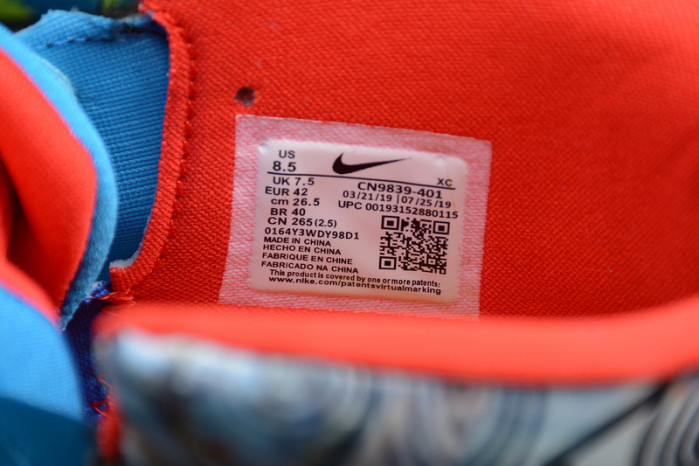 US
8.5
XC
UK 7.5
CN9839-401
EUR 42
03/21/19 | 07/25/19
cm 26.5
UPC 00193152880115
BR 40
CN 265(2.5)
0164Y3WDY98D1
MADE IN CHINA
HECHO EN CHINA
FABRIQUE EN CHINE
FABRICADO NA CHINA
This product is covered by one or more patents:
www.nike.com/patentsvirtualmarking